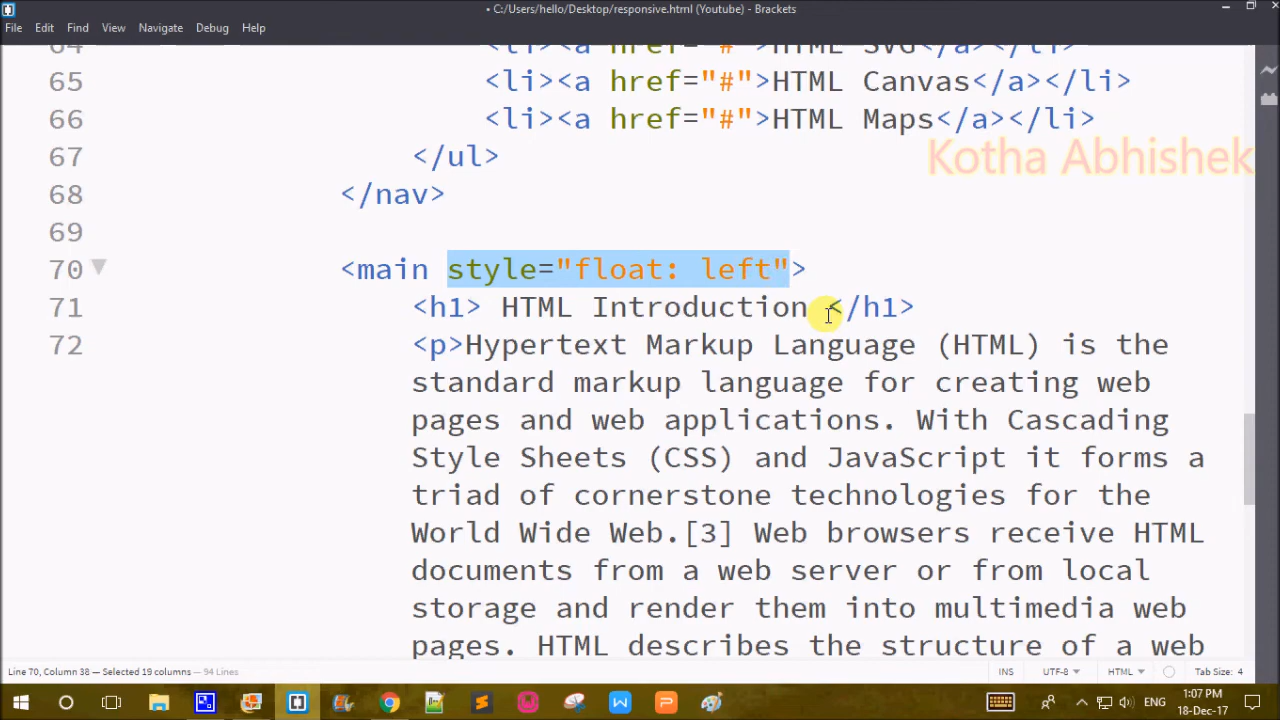 • C:/Users/hello/Desktop/responsive.html (Youtube) - Brackets
File Edit Find View Navigate Debug Help
64 <li><a href="#">HTML SVG</a></li>
65 <li><a href="#">HTML Canvas</a></li>
66 <li><a href="#">HTML Maps</a></li>
67 </ul>
Kotha Abhishek
68 </nav>
69
70 <main style="float: left">
71 <h1> HTML Introduction </h1>
72 <p>Hypertext Markup Language (HTML) is the
standard markup language for creating web
pages and web applications. With Cascading
Style Sheets (CSS) and JavaScript it forms a
triad of cornerstone technologies for the
World Wide Web.[3] Web browsers receive HTML
documents from a web server or from local
storage and render them into multimedia web
pages. HTML describes the structure of a web
Line 70, Column 38 — Selected 19 columns — 94 Lines
INS UTF-8 HTML Tab Size: 4
ENG
1:07 PM
18-Dec-17